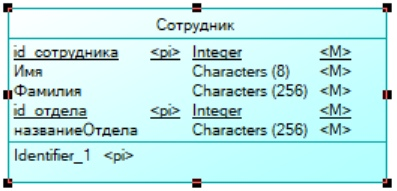 Сотрудник
id_сотрудника <pi> Integer <M>
Имя Characters (8) <M>
Фамилия Characters (256) <M>
id_отдела <pi> Integer <M>
названиеОтдела Characters (256) <M>
Identifier_1 <pi>